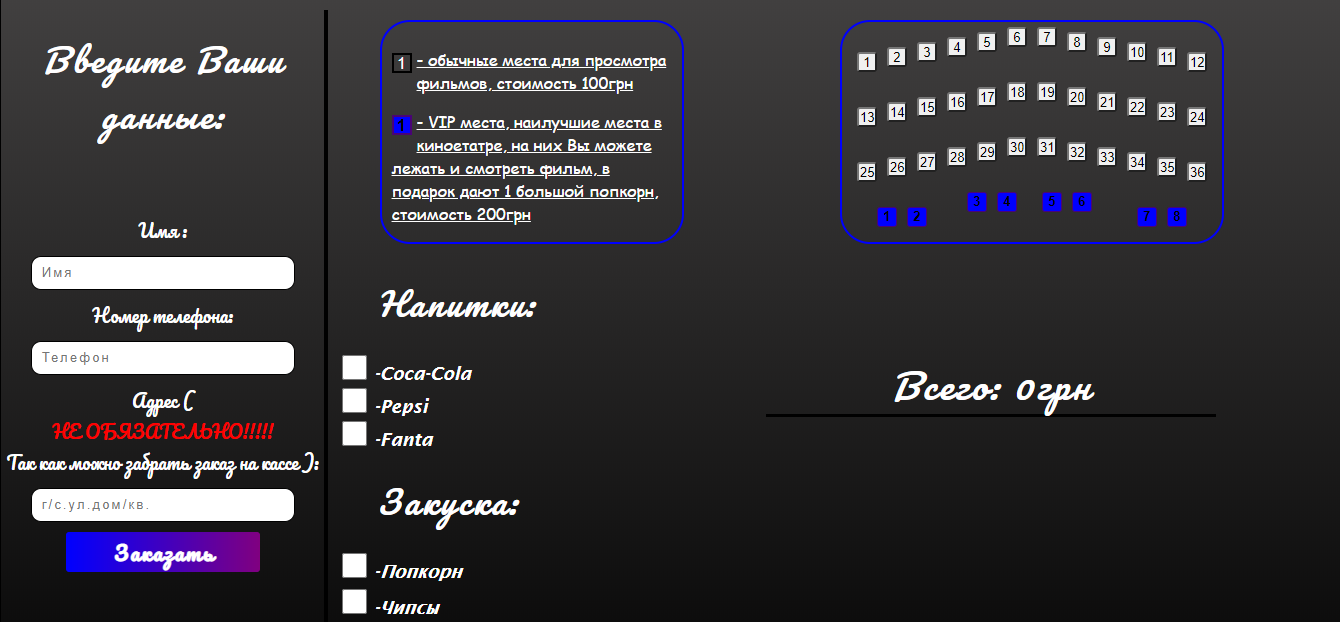 Введите Ваши
данные:
Имя :
Имя
Номер телефона:
Телефон
Адрес (
НЕ ОБЯЗАТЕЛЬНО!!!!!
Так как можно забрать заказ на кассе ):
г/с.ул.дом/кв.
Заказать
1 - обычные места для просмотра
фильмов, стоимость 100грн
1 - VIP места, наилучшие места в
киноетатре, на них Вы можете
лежать и смотреть фильм, в
подарок дают 1 большой попкорн,
стоимость 200грн
1 2 3 4 5 6 7 8 9 10 11 12
13 14 15 16 17 18 19 20 21 22 23 24
25 26 27 28 29 30 31 32 33 34 35 36
1 2 3 4 5 6 7 8
Напитки:
-Coca-Cola
-Pepsi
-Fanta
Закуска:
-Попкорн
-Чипсы
Всего: 0грн